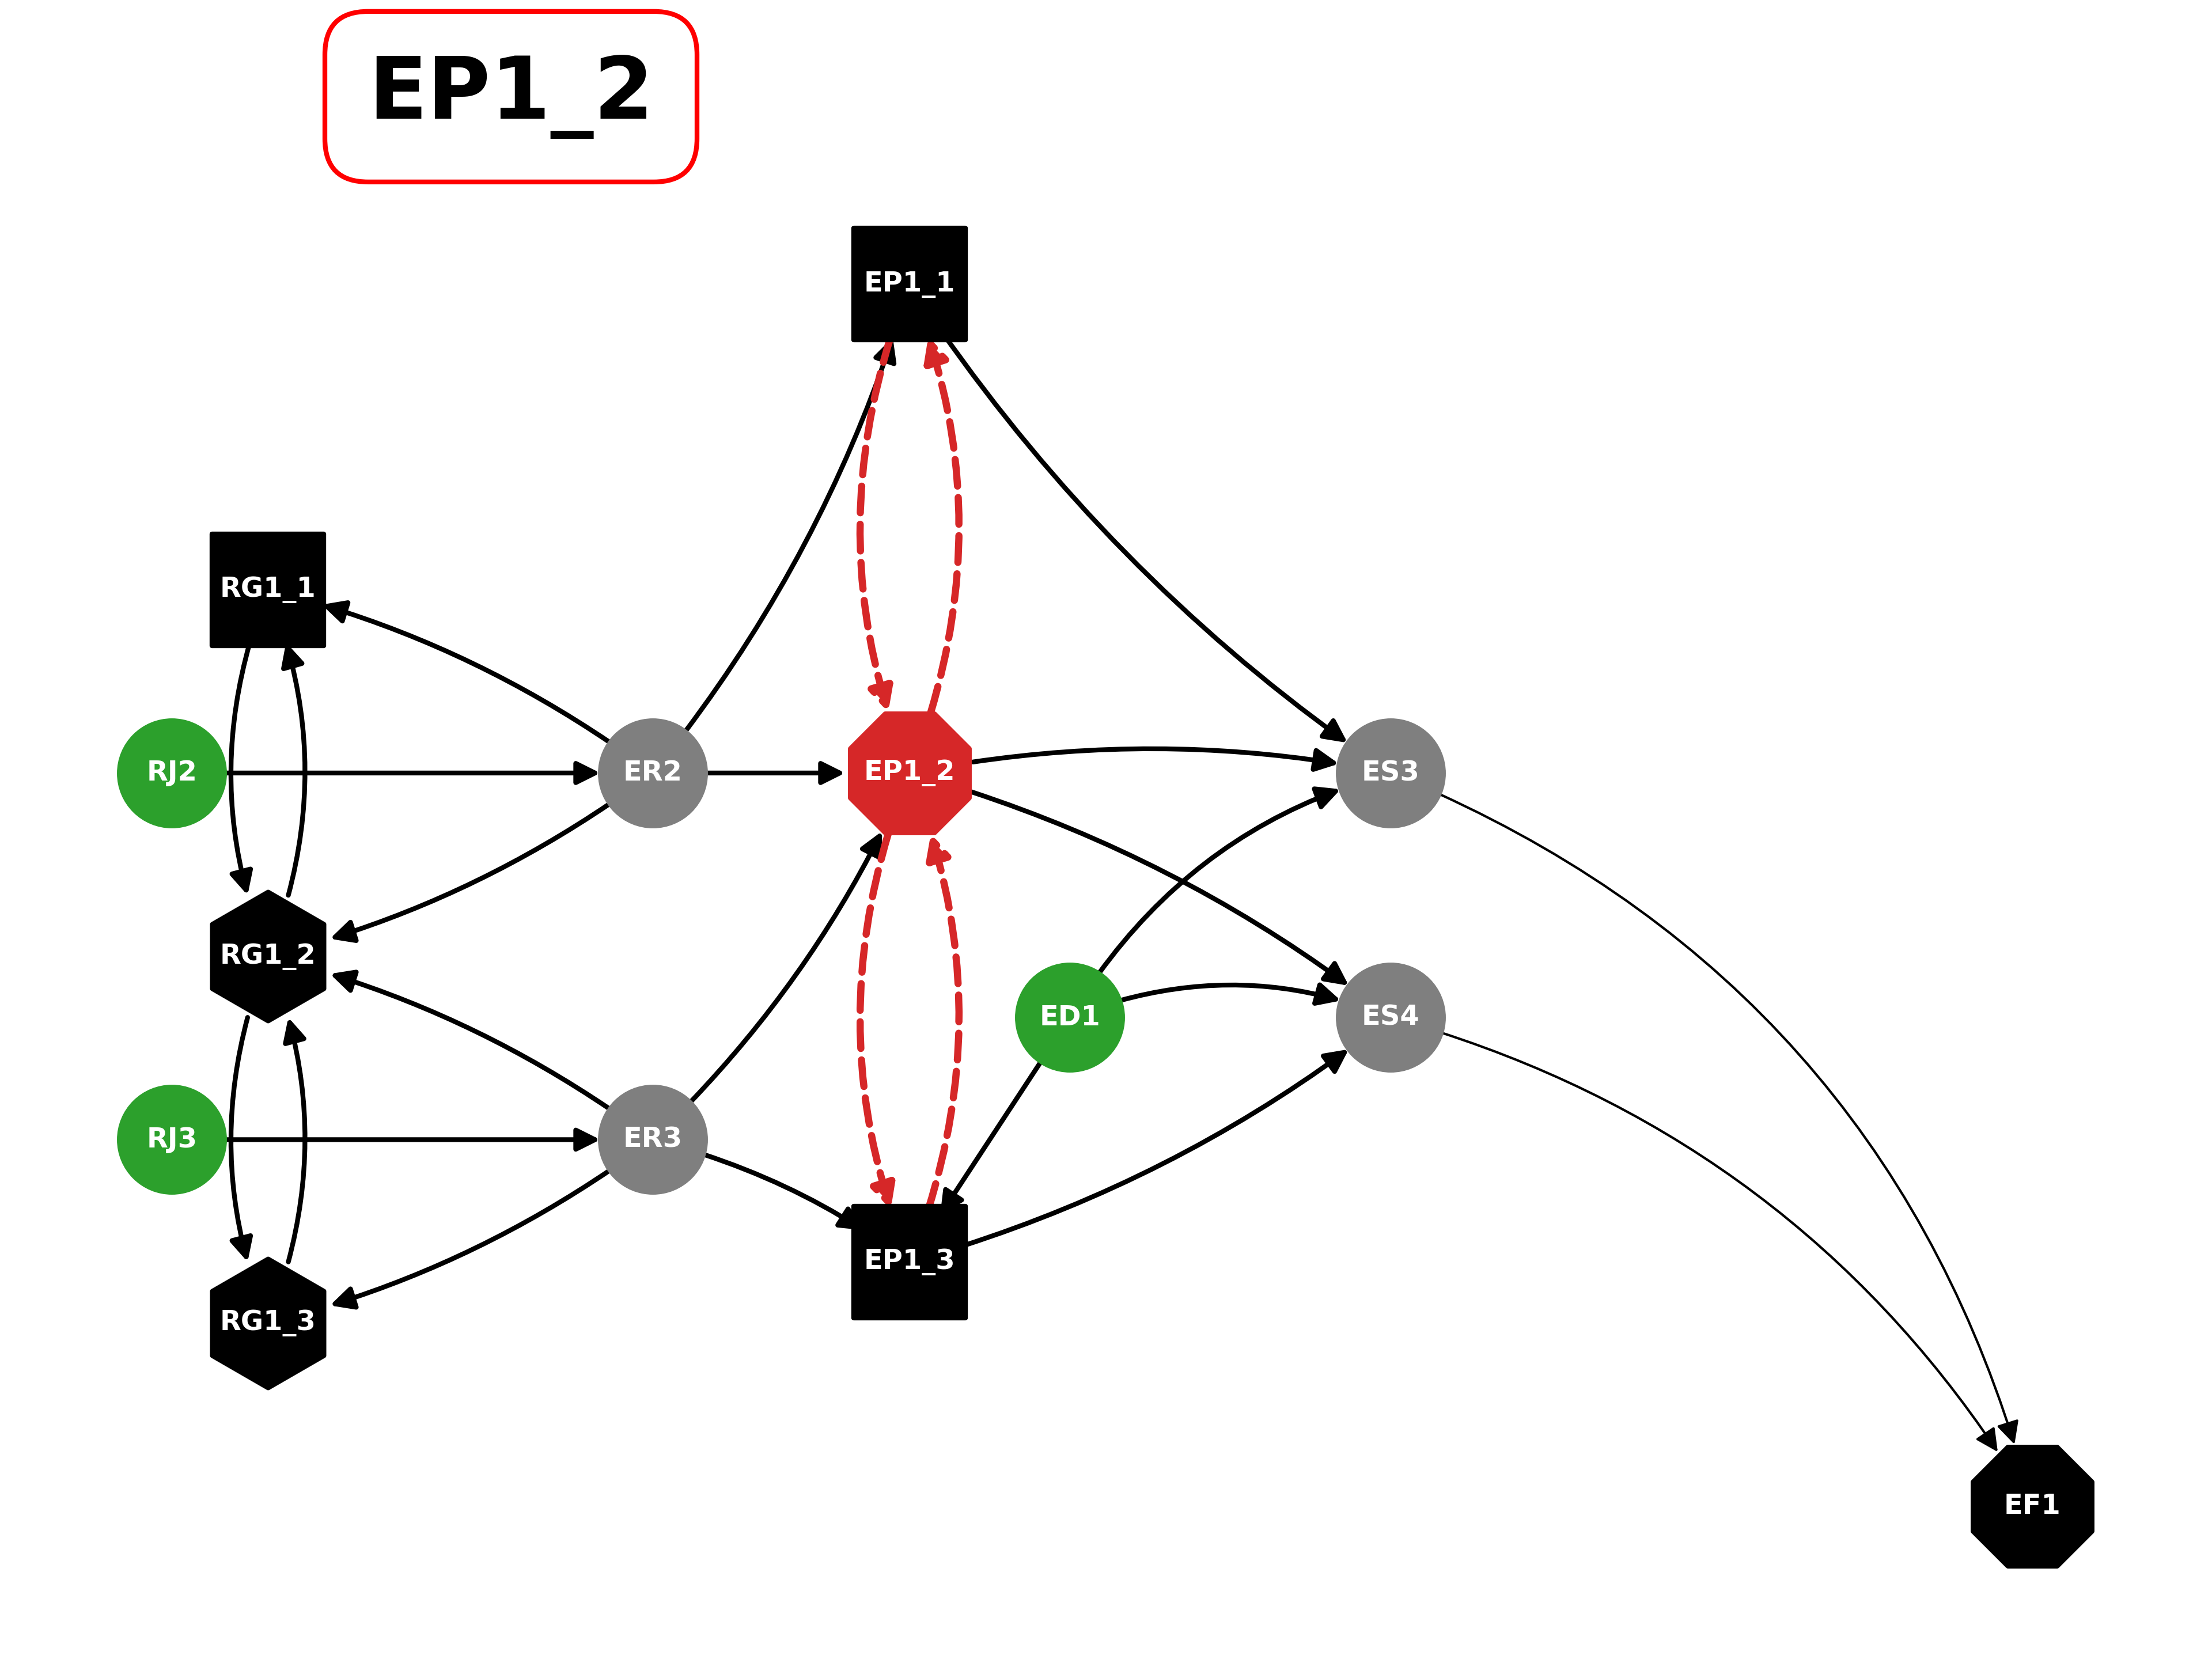 EP1_2
EP1_1
RG1_1
RJ2
ER2
EP1_2
ES3
RG1_2
ED1
ES4
RJ3
ER3
EP1_3
RG1_3
EF1